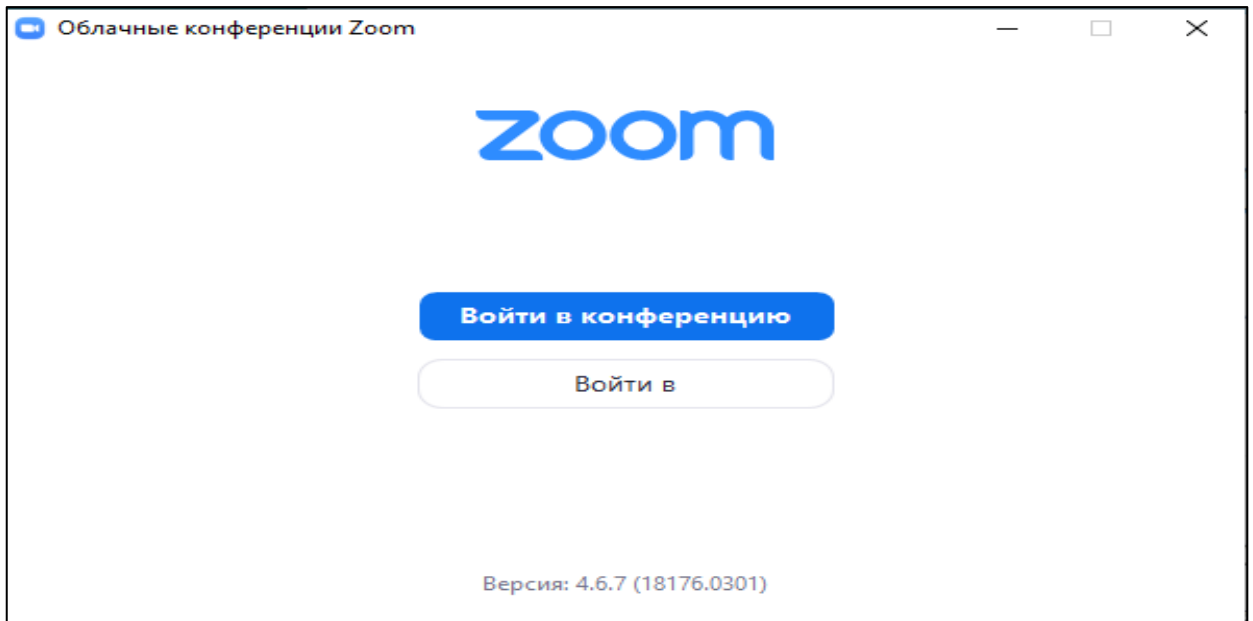 Облачные конференции Zoom
zoom
Войти в конференцию
Войти в
Версия: 4.6.7 (18176.0301)